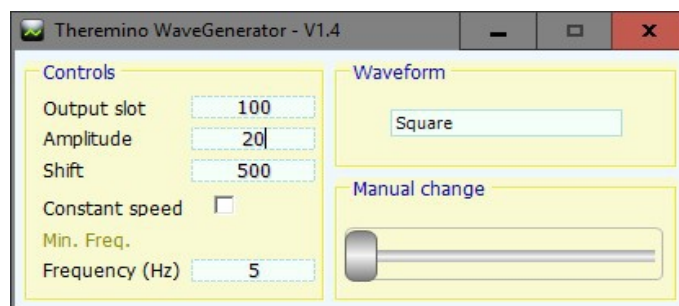 Theremino WaveGenerator - V1.4
Controls
Output slot 100
Amplitude 20
Shift 500
Constant speed
Min. Freq.
Frequency (Hz) 5
Waveform
Square
Manual change